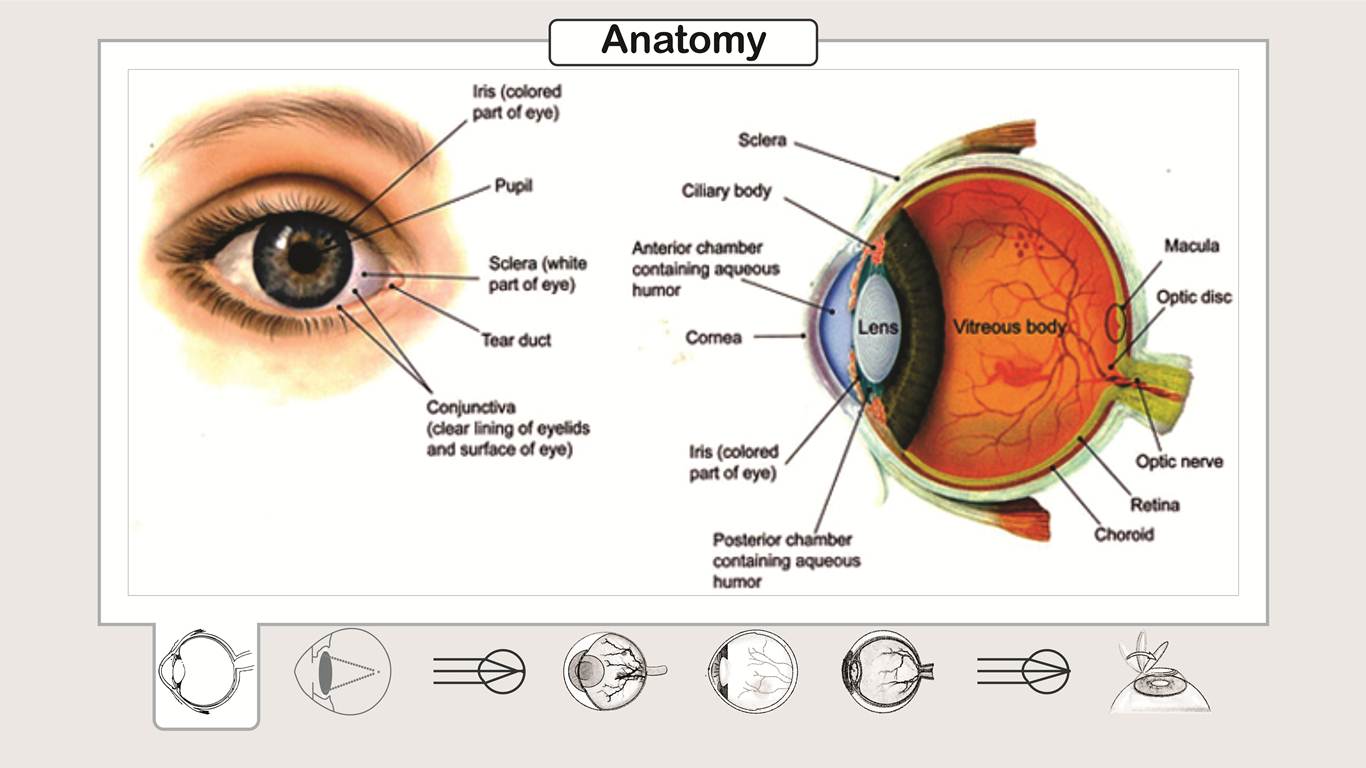 Anatomy
Iris (colored
part of eye)
Pupil
Sclera (white
part of eye)
Tear duct
Conjunctiva
(clear lining of eyelids
and surface of eye)
Sclera
Ciliary body
Anterior chamber
containing aqueous
humor
Cornea
Iris (colored
part of eye)
Posterior chamber
containing aqueous
humor
Lens
Vitreous body
Macula
Optic disc
Optic nerve
Retina
Choroid